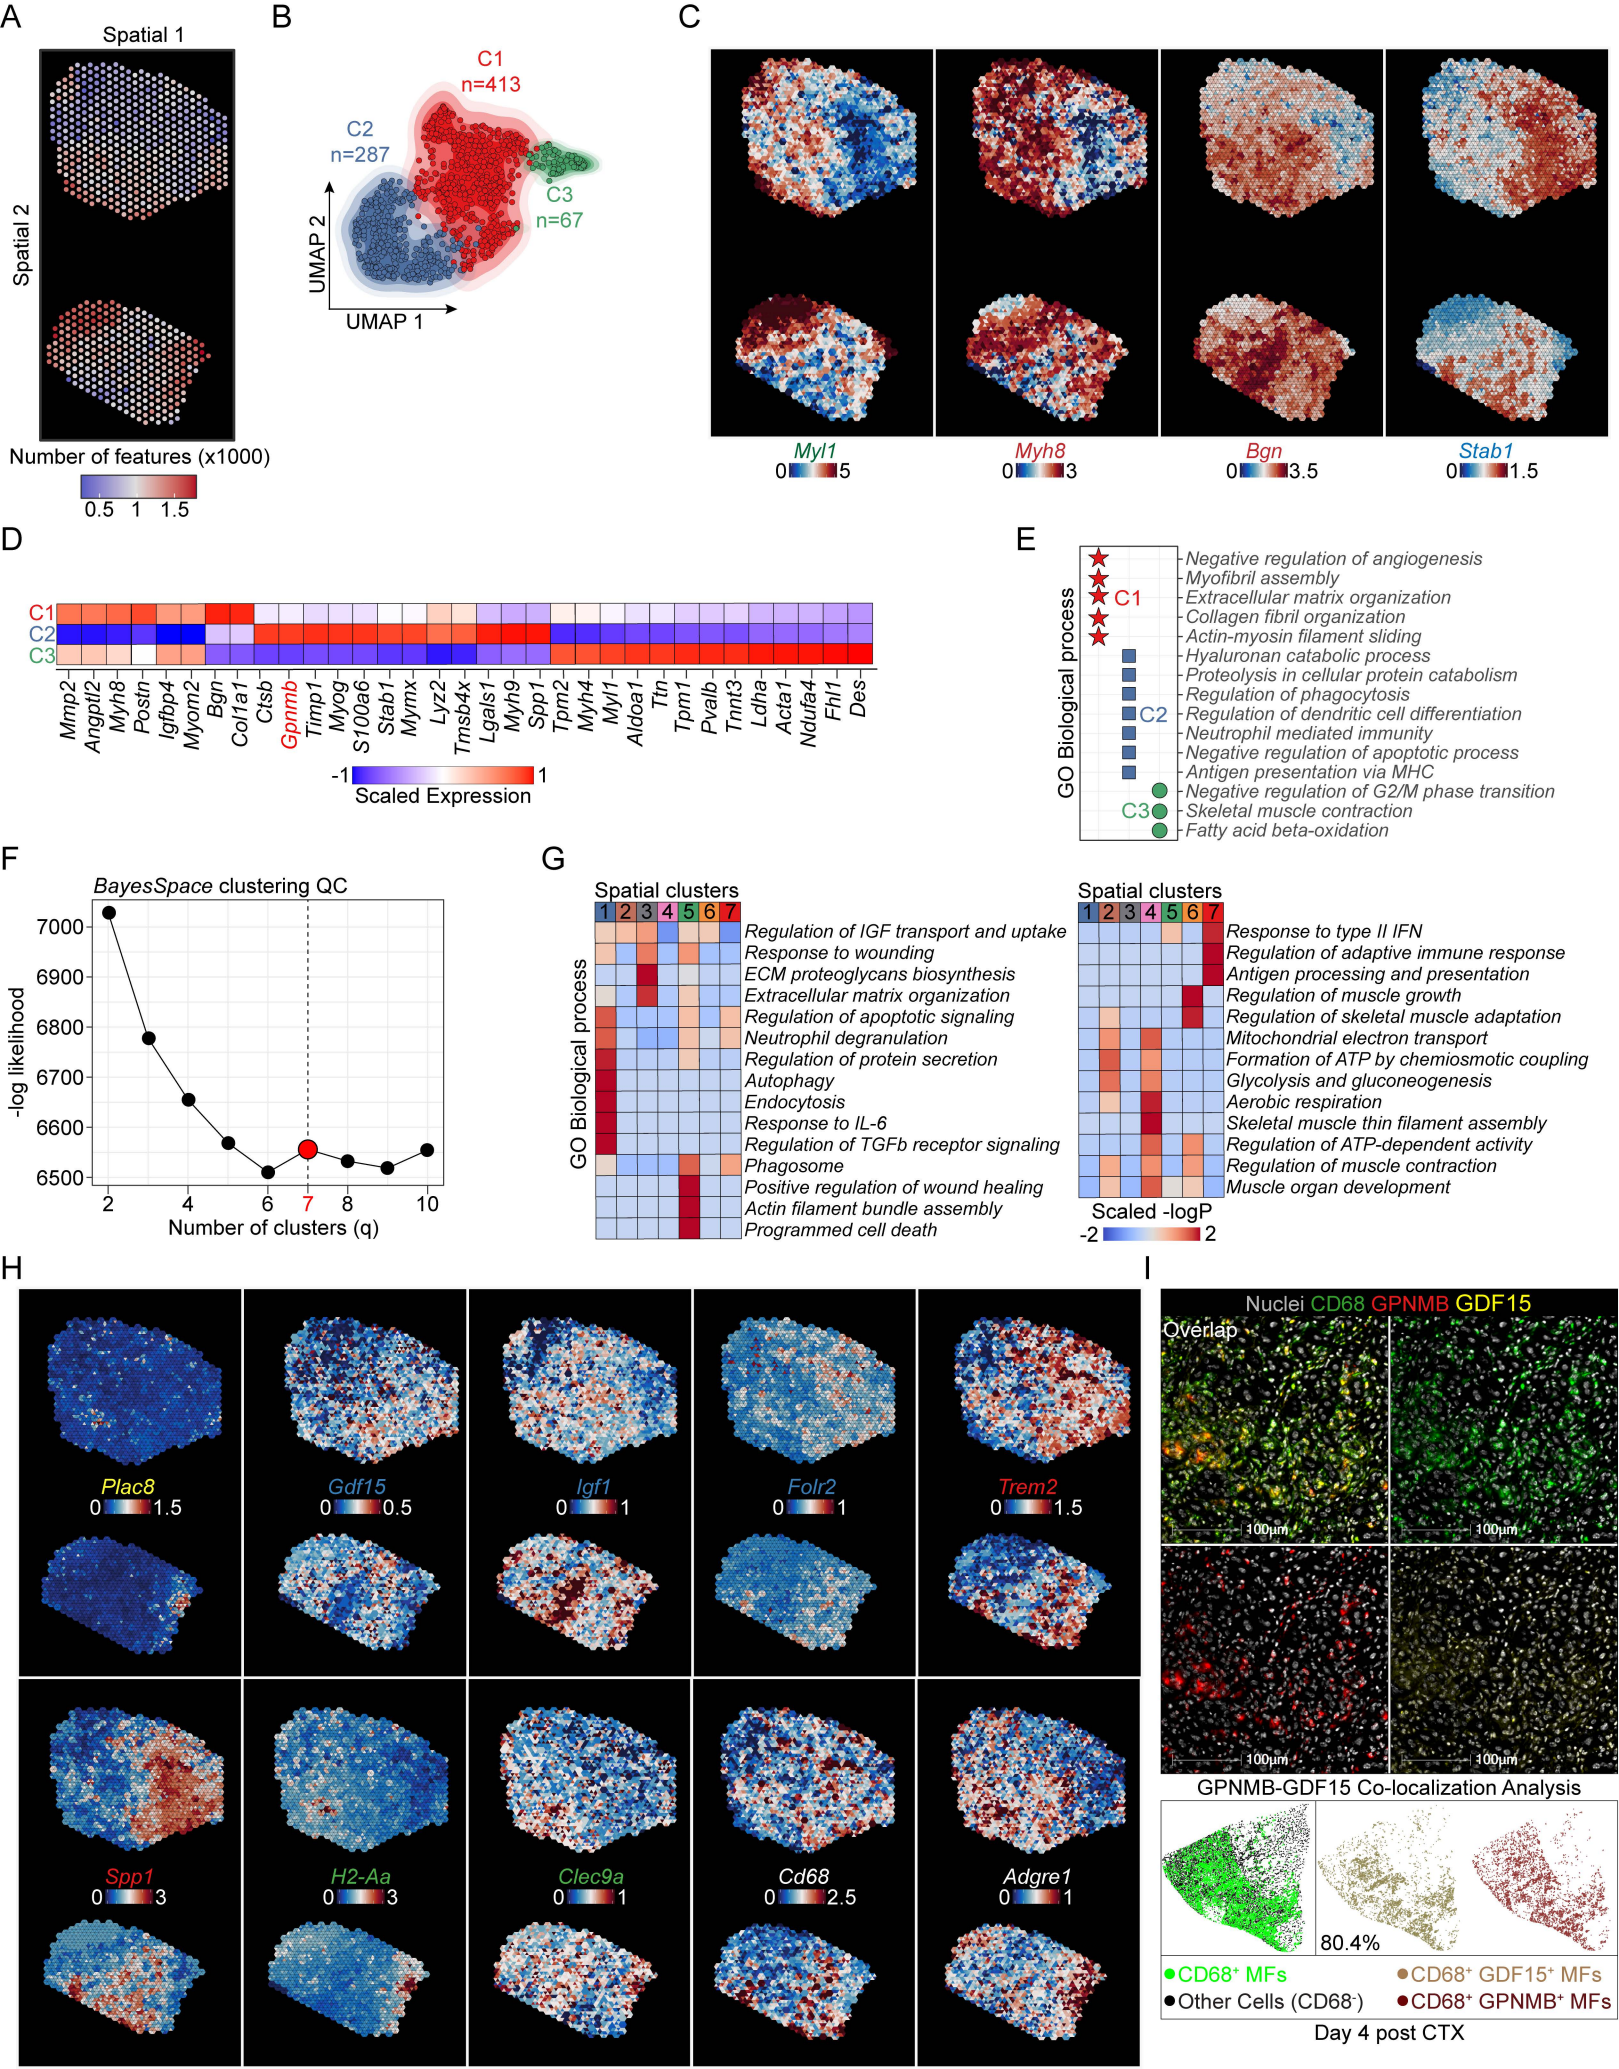 A
Spatial 1
Spatial 2
Number of features (x1000)
0.5 1 1.5
B
C1
n=413
C2
n=287
C3
n=67
UMAP 2
UMAP 1
C
Myl1
0 5
Myh8
0 3
Bgn
0 3.5
Stab1
0 1.5
D
C1
C2
C3
Mmp2
Angptl2
Myh8
Postn
Igfbp4
Myom2
Bgn
Col1a1
Ctsb
Gpnmb
Timp1
Myog
S100a6
Stab1
Mymx
Lyz2
Tmsb4x
Lgals1
Myh9
Spp1
Tpm2
Myh4
Myl1
Aldoa1
Ttn
Tpm1
Pvalb
Tnnt3
Ldha
Acta1
Ndufa4
Fhl1
Des
-1 1
Scaled Expression
E
GO Biological process
Negative regulation of angiogenesis
Myofibril assembly
C1 Extracellular matrix organization
Collagen fibril organization
Actin-myosin filament sliding
Hyaluronan catabolic process
Proteolysis in cellular protein catabolism
Regulation of phagocytosis
C2 Regulation of dendritic cell differentiation
Neutrophil mediated immunity
Negative regulation of apoptotic process
Antigen presentation via MHC
Negative regulation of G2/M phase transition
C3 Skeletal muscle contraction
Fatty acid beta-oxidation
F
BayesSpace clustering QC
-log likelihood
7000
6900
6800
6700
6600
6500
2 4 6 7 8 10
Number of clusters (q)
G
GO Biological process
Spatial clusters
1 2 3 4 5 6 7
Regulation of IGF transport and uptake
Response to wounding
ECM proteoglycans biosynthesis
Extracellular matrix organization
Regulation of apoptotic signaling
Neutrophil degranulation
Regulation of protein secretion
Autophagy
Endocytosis
Response to IL-6
Regulation of TGFb receptor signaling
Phagosome
Positive regulation of wound healing
Actin filament bundle assembly
Programmed cell death
Spatial clusters
1 2 3 4 5 6 7
Response to type II IFN
Regulation of adaptive immune response
Antigen processing and presentation
Regulation of muscle growth
Regulation of skeletal muscle adaptation
Mitochondrial electron transport
Formation of ATP by chemiosmotic coupling
Glycolysis and gluconeogenesis
Aerobic respiration
Skeletal muscle thin filament assembly
Regulation of ATP-dependent activity
Regulation of muscle contraction
Muscle organ development
Scaled -logP
-2 2
H
Plac8
0 1.5
Gdf15
0 0.5
Igf1
0 1
Folr2
0 1
Trem2
0 1.5
Spp1
0 3
H2-Aa
0 3
Clec9a
0 1
Cd68
0 2.5
Adgre1
0 1
I
Nuclei CD68 GPNMB GDF15
Overlap
100µm
100µm
100µm
100µm
GPNMB-GDF15 Co-localization Analysis
80.4%
CD68⁺ MFs
Other Cells (CD68⁻)
CD68⁺ GDF15⁺ MFs
CD68⁺ GPNMB⁺ MFs
Day 4 post CTX